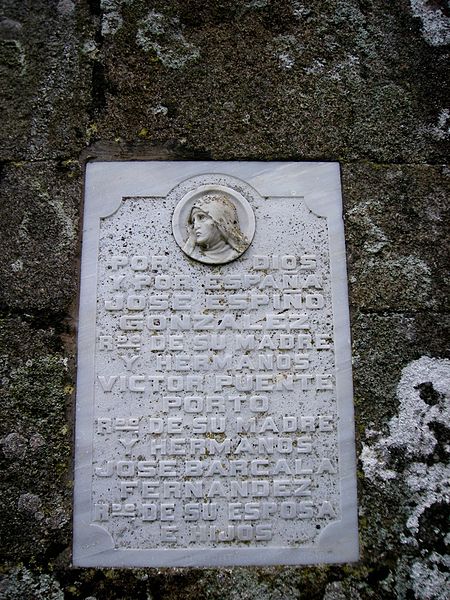 POR DIOS
Y POR ESPAÑA
JOSE ESPIÑO
GONZALEZ
Rdo DE SU MADRE
Y HERMANOS
VICTOR PUENTE
PORTO
Rdo DE SU MADRE
Y HERMANOS
JOSE BARCALA
FERNANDEZ
Rdo DE SU ESPOSA
E HIJOS